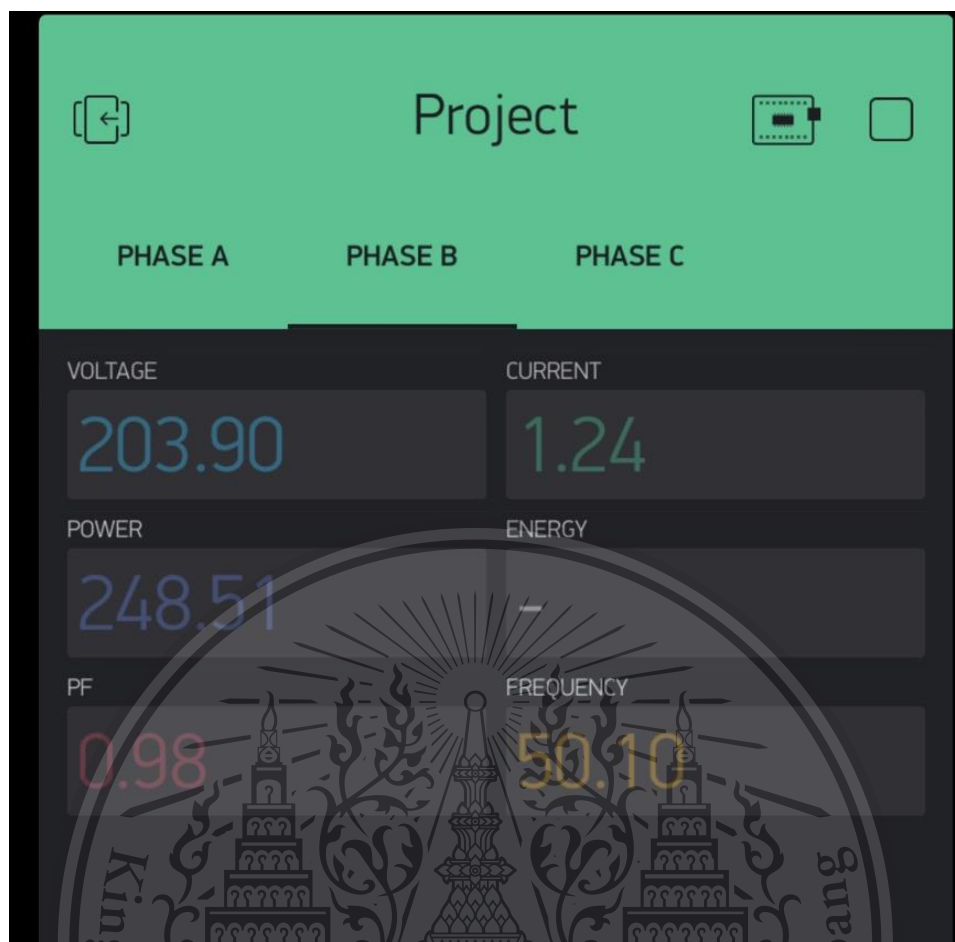 Project
PHASE A PHASE B PHASE C
VOLTAGE CURRENT
203.90 1.24
POWER ENERGY
248.51 -
PF FREQUENCY
0.98 50.10